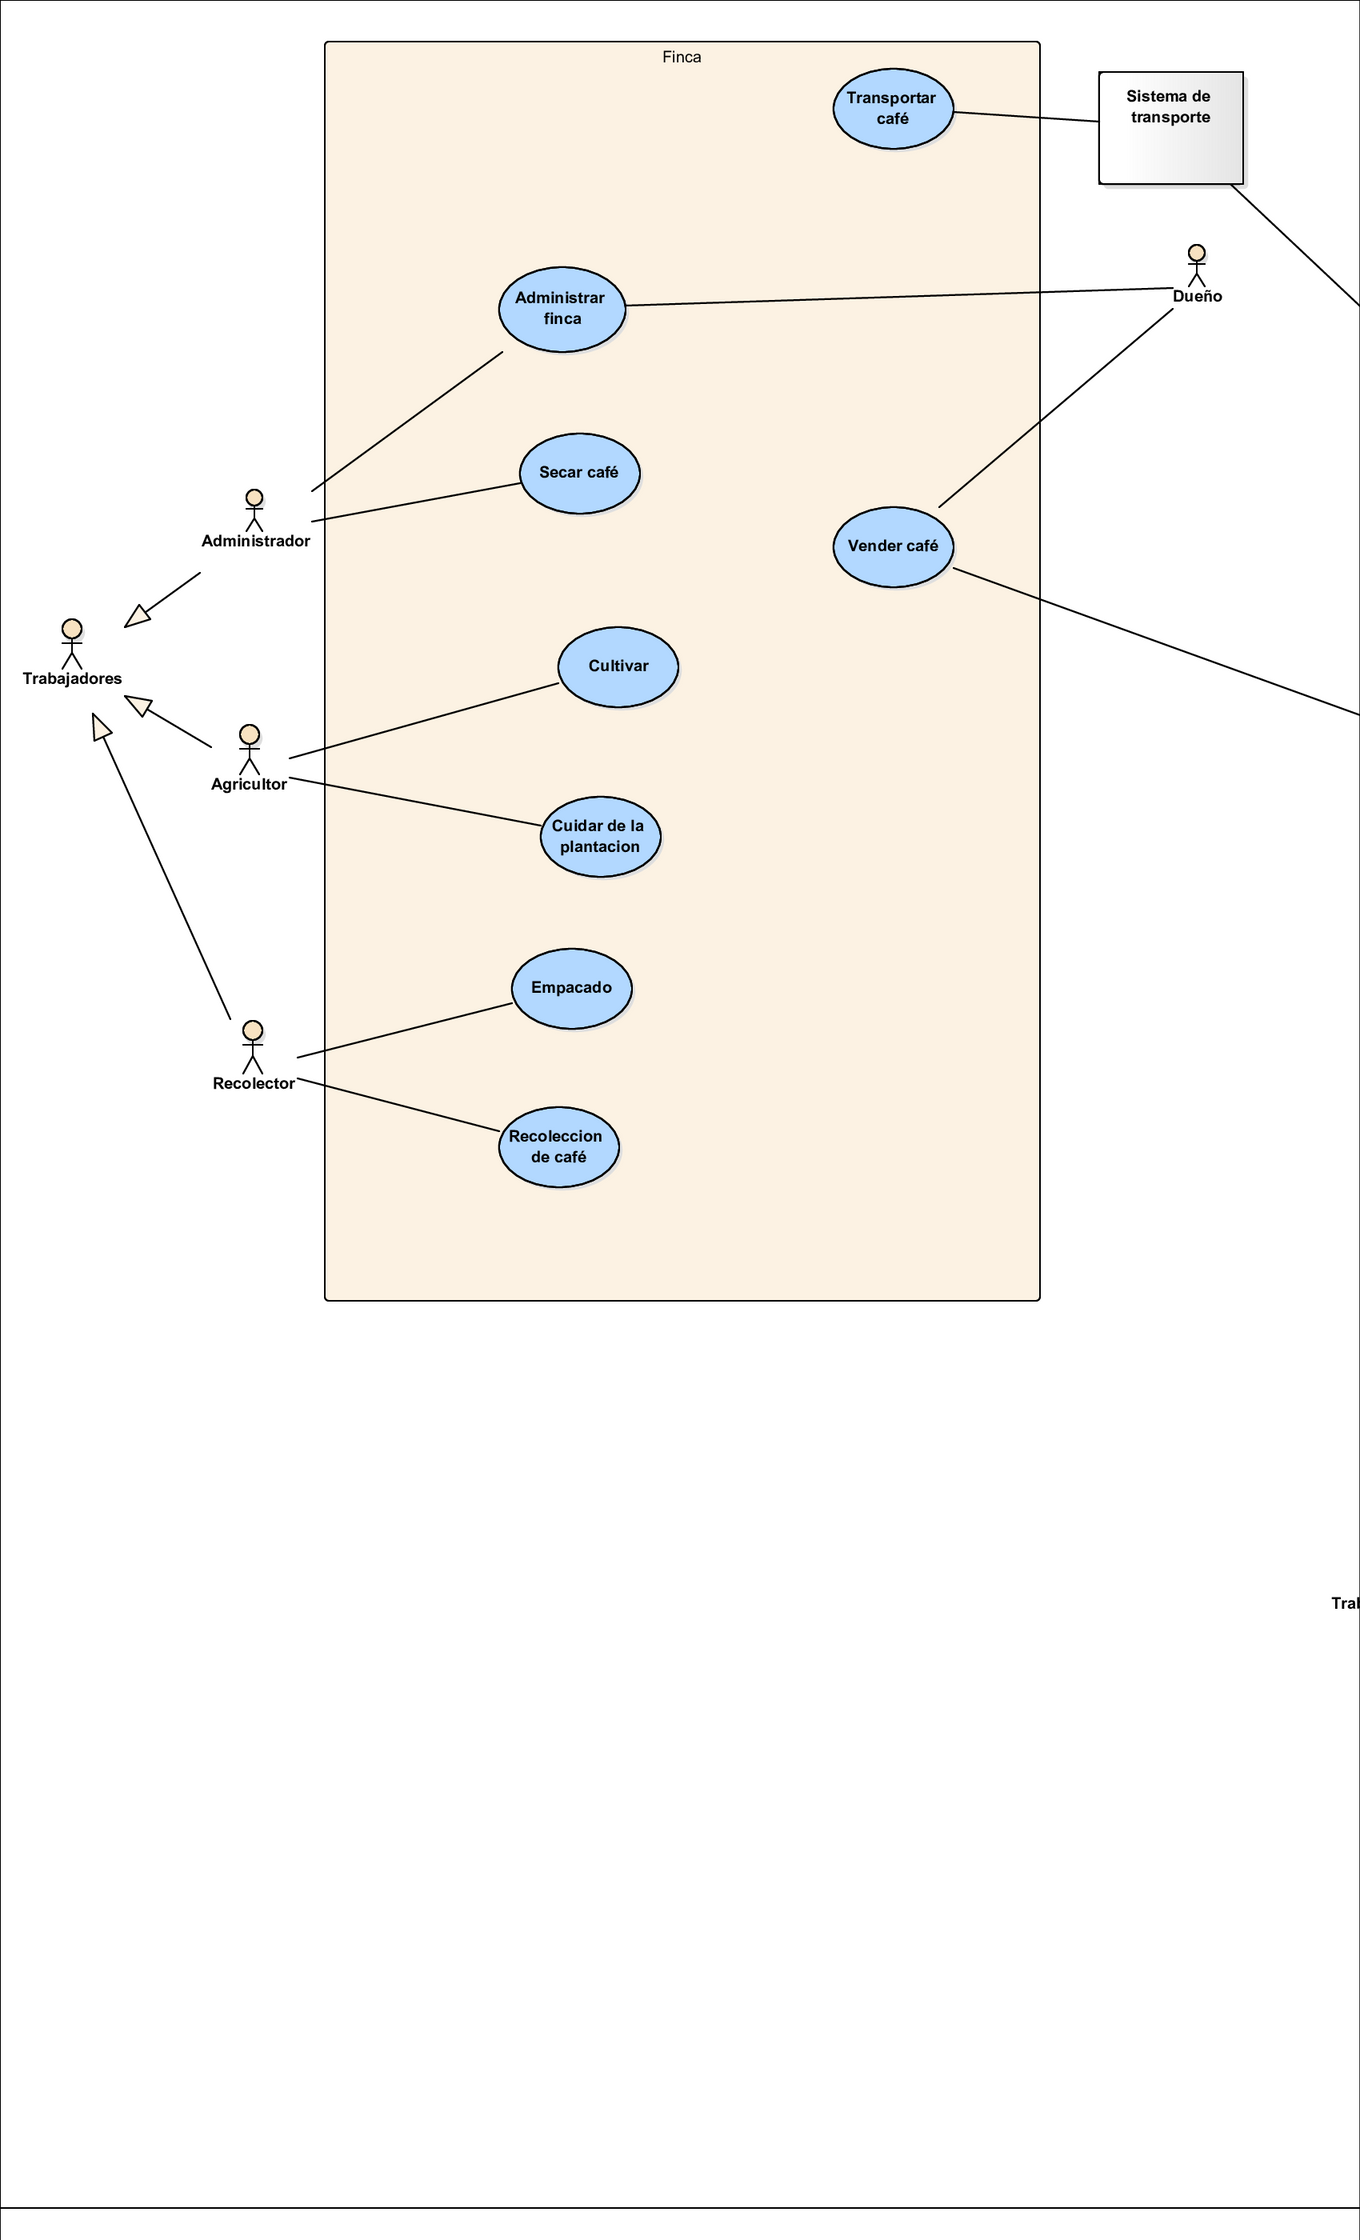 Finca
Transportar
café
Sistema de
transporte
Administrar
finca
Dueño
Secar café
Administrador
Vender café
Trabajadores
Cultivar
Agricultor
Cuidar de la
plantacion
Empacado
Recolector
Recoleccion
de café